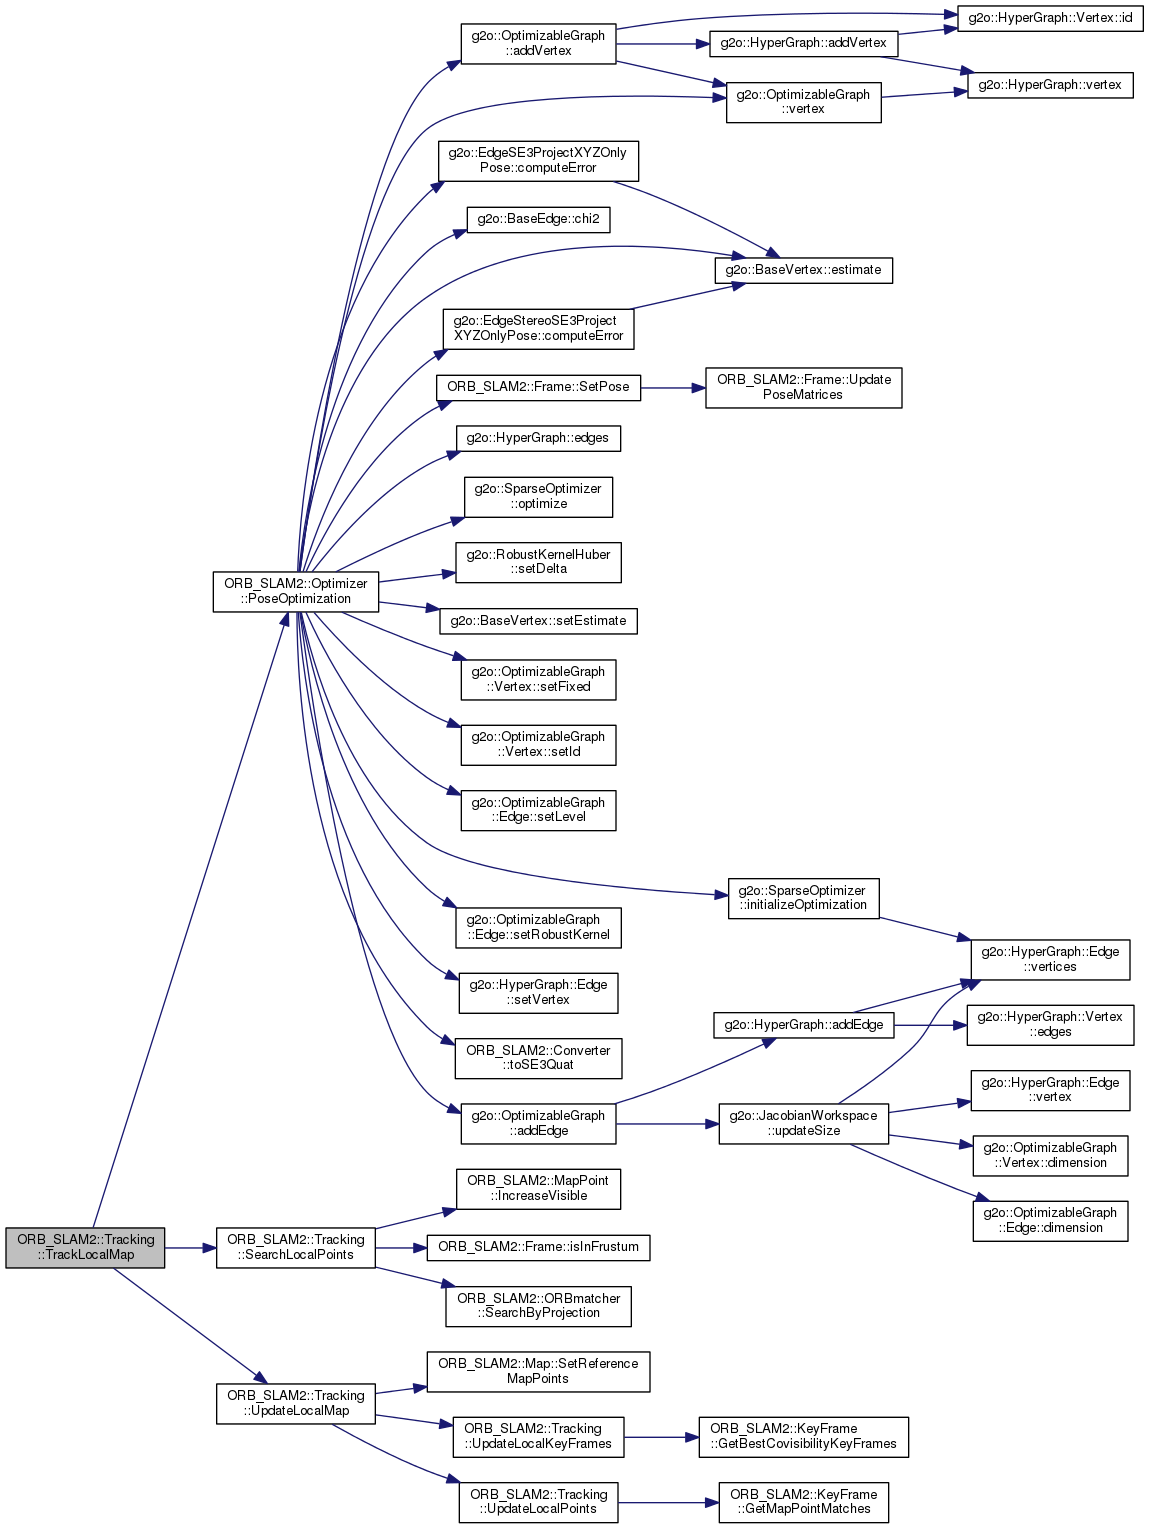 g2o::HyperGraph::Vertex::id
g2o::OptimizableGraph
::addVertex
g2o::HyperGraph::addVertex
g2o::HyperGraph::vertex
g2o::OptimizableGraph
::vertex
g2o::EdgeSE3ProjectXYZOnly
Pose::computeError
g2o::BaseEdge::chi2
g2o::BaseVertex::estimate
g2o::EdgeStereoSE3Project
XYZOnlyPose::computeError
ORB_SLAM2::Frame::SetPose
ORB_SLAM2::Frame::Update
PoseMatrices
g2o::HyperGraph::edges
g2o::SparseOptimizer
::optimize
g2o::RobustKernelHuber
::setDelta
ORB_SLAM2::Optimizer
::PoseOptimization
g2o::BaseVertex::setEstimate
g2o::OptimizableGraph
::Vertex::setFixed
g2o::OptimizableGraph
::Vertex::setId
g2o::OptimizableGraph
::Edge::setLevel
g2o::SparseOptimizer
::initializeOptimization
g2o::OptimizableGraph
::Edge::setRobustKernel
g2o::HyperGraph::Edge
::vertices
g2o::HyperGraph::Edge
::setVertex
g2o::HyperGraph::addEdge
g2o::HyperGraph::Vertex
::edges
ORB_SLAM2::Converter
::toSE3Quat
g2o::HyperGraph::Edge
::vertex
g2o::OptimizableGraph
::addEdge
g2o::JacobianWorkspace
::updateSize
g2o::OptimizableGraph
::Vertex::dimension
ORB_SLAM2::MapPoint
::IncreaseVisible
g2o::OptimizableGraph
::Edge::dimension
ORB_SLAM2::Tracking
::TrackLocalMap
ORB_SLAM2::Tracking
::SearchLocalPoints
ORB_SLAM2::Frame::isInFrustum
ORB_SLAM2::ORBmatcher
::SearchByProjection
ORB_SLAM2::Map::SetReference
MapPoints
ORB_SLAM2::Tracking
::UpdateLocalMap
ORB_SLAM2::Tracking
::UpdateLocalKeyFrames
ORB_SLAM2::KeyFrame
::GetBestCovisibilityKeyFrames
ORB_SLAM2::Tracking
::UpdateLocalPoints
ORB_SLAM2::KeyFrame
::GetMapPointMatches